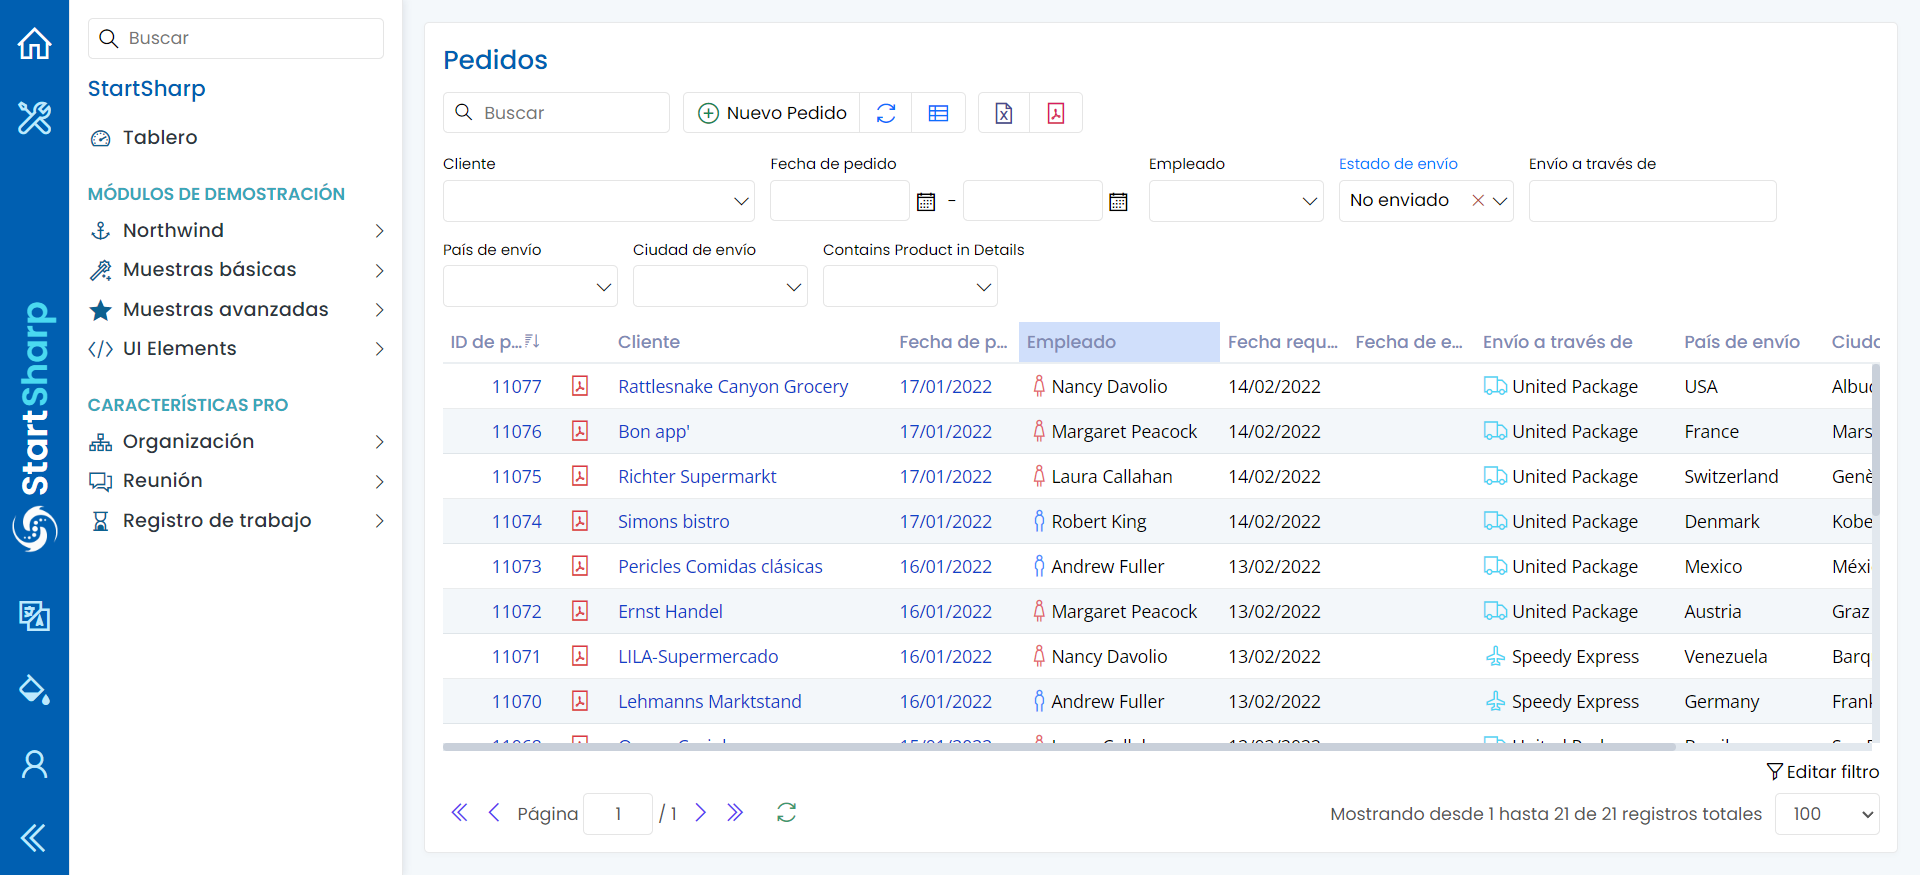 Buscar
StartSharp
Tablero
MÓDULOS DE DEMOSTRACIÓN
Northwind
Muestras básicas
Muestras avanzadas
UI Elements
CARACTERÍSTICAS PRO
Organización
Reunión
Registro de trabajo
StartSharp
Pedidos
Buscar
Nuevo Pedido
Cliente
Fecha de pedido
Empleado
Estado de envío
Envío a través de
-
No enviado
País de envío
Ciudad de envío
Contains Product in Details
ID de p... Cliente Fecha de p... Empleado Fecha requ... Fecha de e... Envío a través de País de envío Ciudc
11077 Rattlesnake Canyon Grocery 17/01/2022 Nancy Davolio 14/02/2022 United Package USA Albuc
11076 Bon app' 17/01/2022 Margaret Peacock 14/02/2022 United Package France Mars
11075 Richter Supermarkt 17/01/2022 Laura Callahan 14/02/2022 United Package Switzerland Genè
11074 Simons bistro 17/01/2022 Robert King 14/02/2022 United Package Denmark Kobe
11073 Pericles Comidas clásicas 16/01/2022 Andrew Fuller 13/02/2022 United Package Mexico Méxi
11072 Ernst Handel 16/01/2022 Margaret Peacock 13/02/2022 United Package Austria Graz
11071 LILA-Supermercado 16/01/2022 Nancy Davolio 13/02/2022 Speedy Express Venezuela Barq
11070 Lehmanns Marktstand 16/01/2022 Andrew Fuller 13/02/2022 Speedy Express Germany Frank
Editar filtro
Página 1 / 1
Mostrando desde 1 hasta 21 de 21 registros totales 100